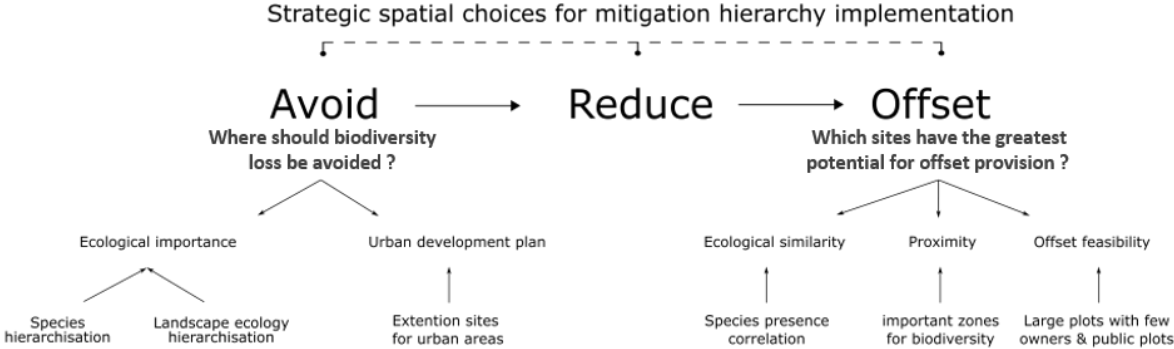 Strategic spatial choices for mitigation hierarchy implementation
Avoid
Reduce
Offset
Where should biodiversity
loss be avoided ?
Which sites have the greatest
potential for offset provision ?
Ecological importance
Urban development plan
Ecological similarity
Proximity
Offset feasibility
Species
hierarchisation
Landscape ecology
hierarchisation
Extention sites
for urban areas
Species presence
correlation
important zones
for biodiversity
Large plots with few
owners & public plots